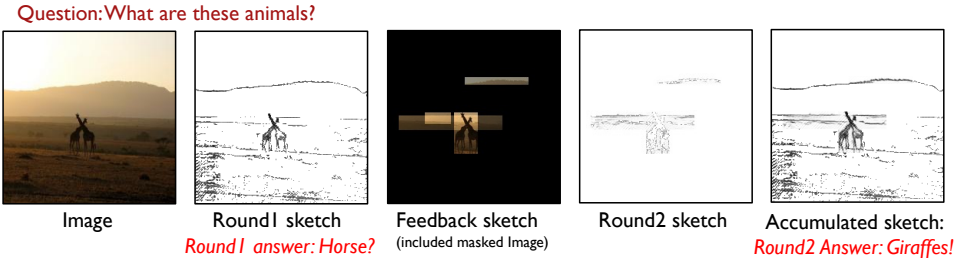 Question: What are these animals?
Image
Round1 sketch
Round1 answer: Horse?
Feedback sketch
(included masked Image)
Round2 sketch
Accumulated sketch:
Round2 Answer: Giraffes!